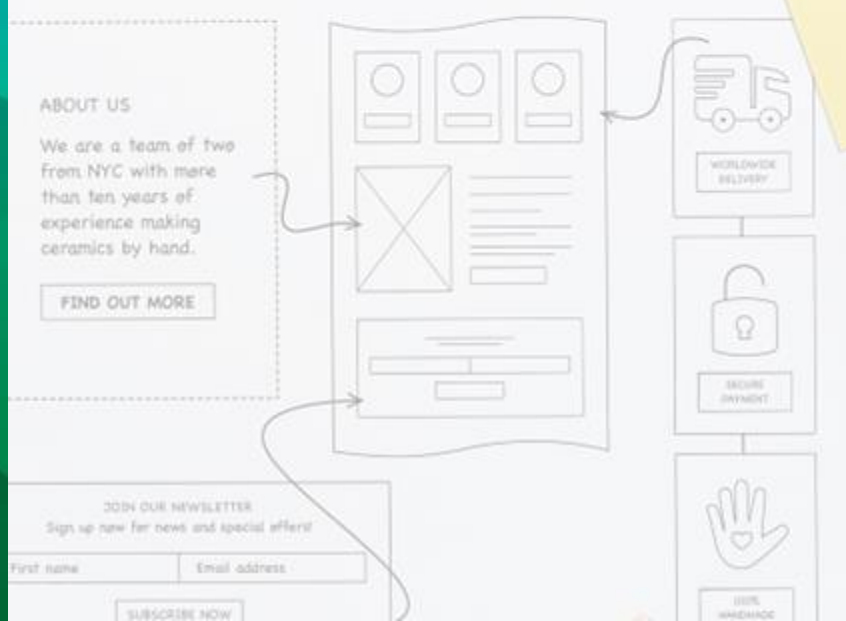 ABOUT US
We are a team of two
from NYC with more
than ten years of
experience making
ceramics by hand.
FIND OUT MORE
WORLDWIDE
DELIVERY
SECURE
PAYMENT
100%
HANDMADE
JOIN OUR NEWSLETTER
Sign up now for news and special offers!
First name
Email address
SUBSCRIBE NOW